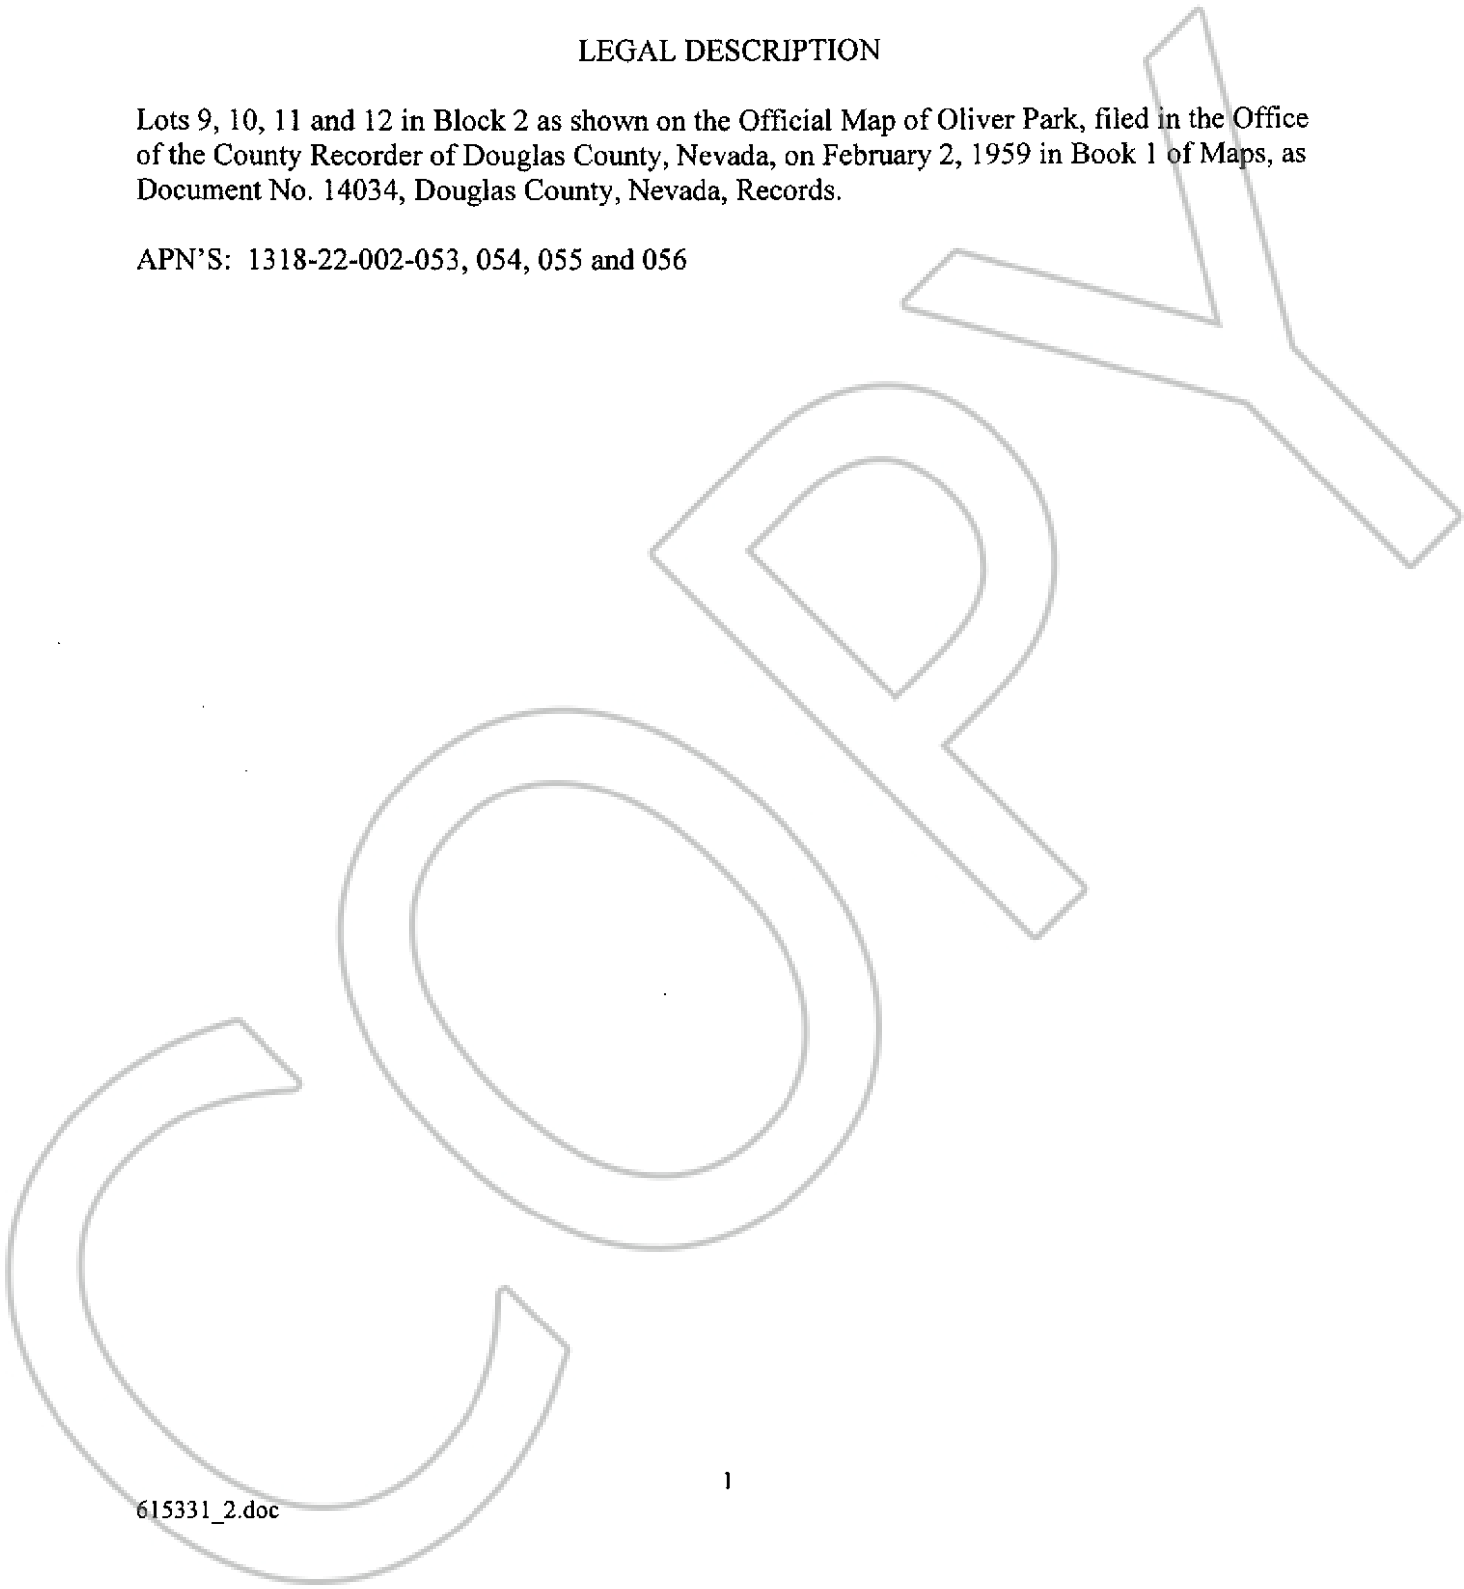 LEGAL DESCRIPTION
Lots 9, 10, 11 and 12 in Block 2 as shown on the Official Map of Oliver Park, filed in the Office
of the County Recorder of Douglas County, Nevada, on February 2, 1959 in Book 1 of Maps, as
Document No. 14034, Douglas County, Nevada, Records.
APN'S: 1318-22-002-053, 054, 055 and 056
COPY
1
615331_2.doc